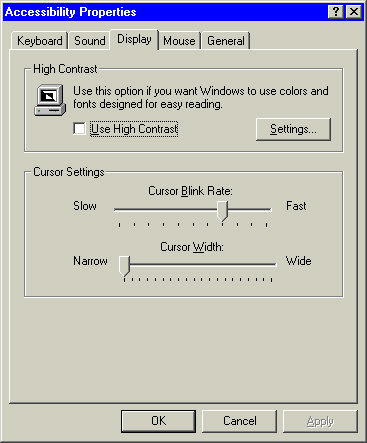 Accessibility Properties
Keyboard Sound Display Mouse General
High Contrast
Use this option if you want Windows to use colors and
fonts designed for easy reading.
Use High Contrast Settings...
Cursor Settings
Cursor Blink Rate:
Slow Fast
Cursor Width:
Narrow Wide
OK Cancel Apply